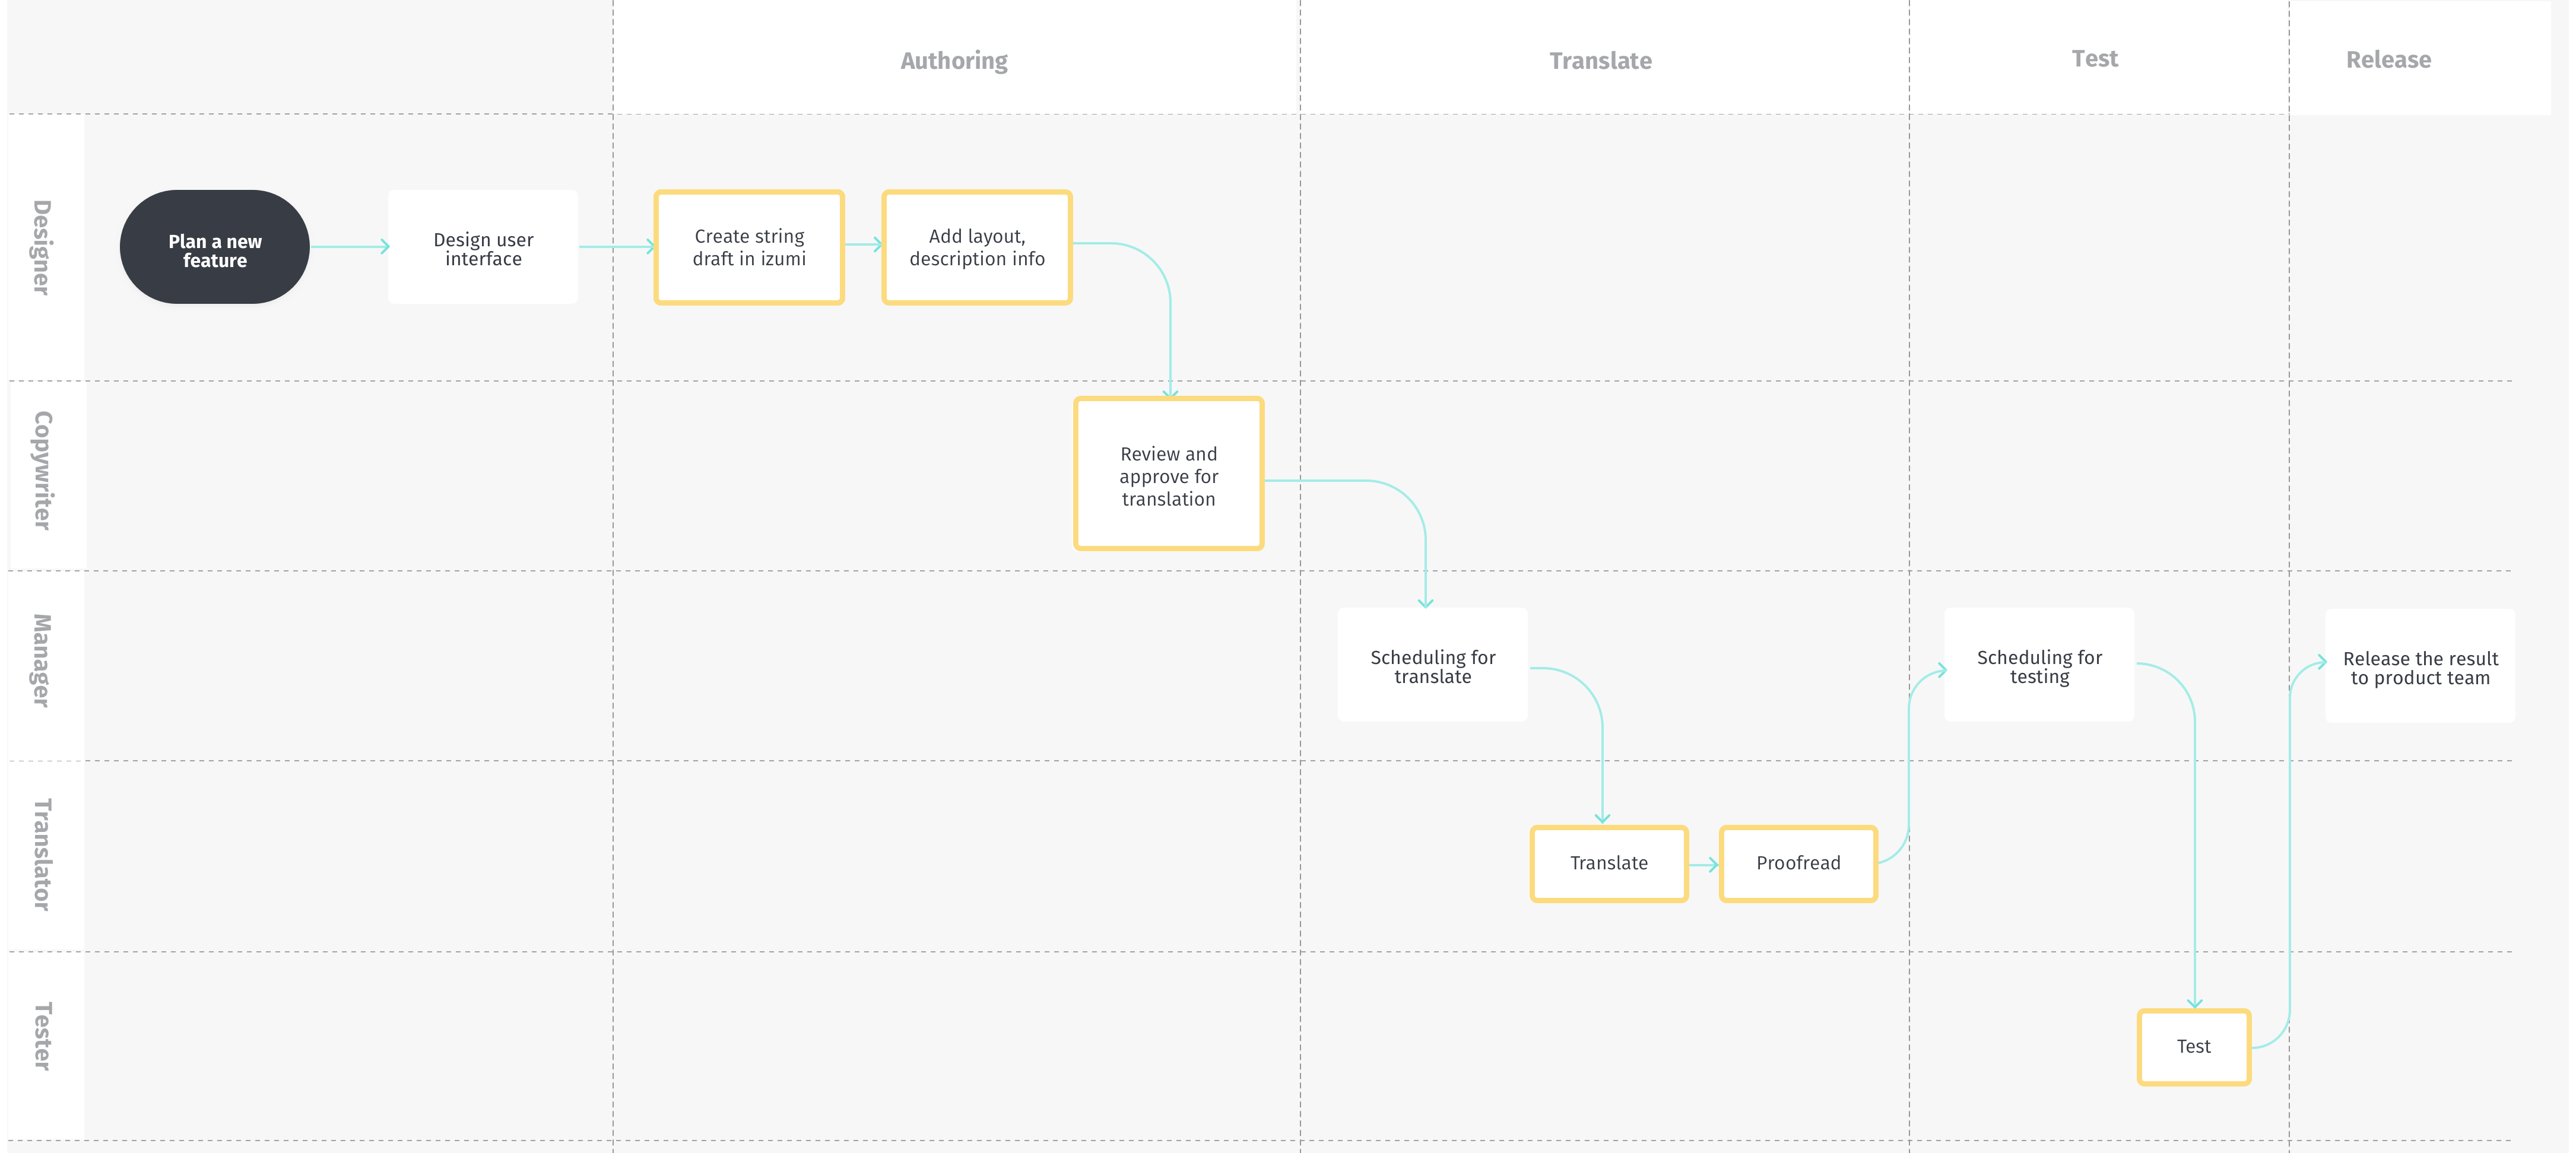 Authoring
Translate
Test
Release
Designer
Plan a new
feature
Design user
interface
Create string
draft in izumi
Add layout,
description info
Copywriter
Review and
approve for
translation
Manager
Scheduling for
translate
Scheduling for
testing
Release the result
to product team
Translator
Translate
Proofread
Tester
Test